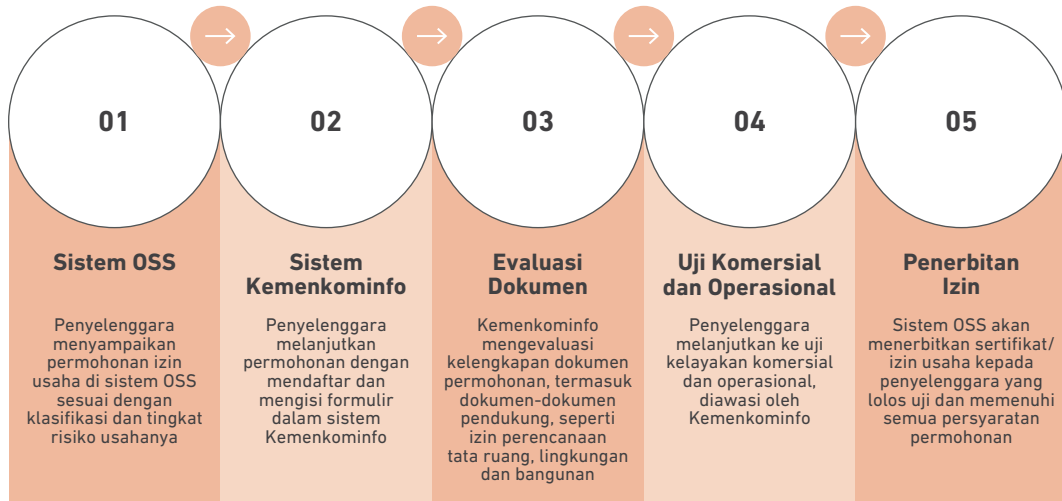 01
02
03
04
05
Sistem OSS
Penyelenggara
menyampaikan
permohonan izin
usaha di sistem OSS
sesuai dengan
klasifikasi dan tingkat
risiko usahanya
Sistem
Kemenkominfo
Penyelenggara
melanjutkan
permohonan dengan
mendaftar dan
mengisi formulir
dalam sistem
Kemenkominfo
Evaluasi
Dokumen
Kemenkominfo
mengevaluasi
kelengkapan dokumen
permohonan, termasuk
dokumen-dokumen
pendukung, seperti
izin perencanaan
tata ruang, lingkungan
dan bangunan
Uji Komersial
dan Operasional
Penyelenggara
melanjutkan ke uji
kelayakan komersial
dan operasional,
diawasi oleh
Kemenkominfo
Penerbitan
Izin
Sistem OSS akan
menerbitkan sertifikat/
izin usaha kepada
penyelenggara yang
lolos uji dan memenuhi
semua persyaratan
permohonan